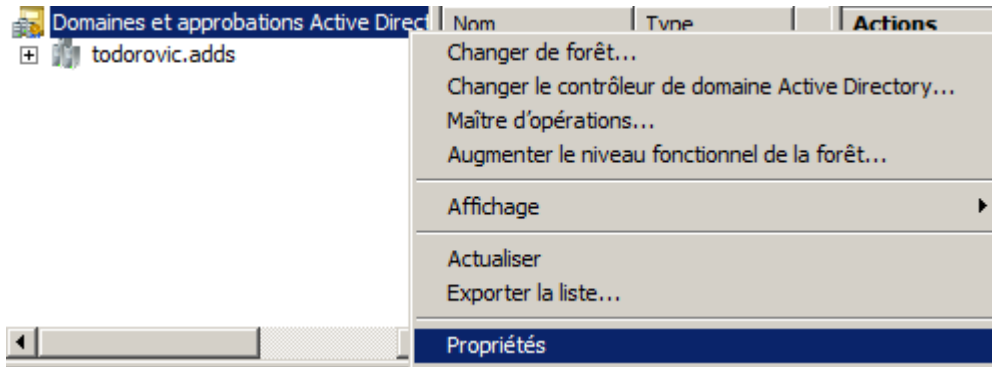 Domaines et approbations Active Direct
Nom
Type
Actions
todorovic.adds
Changer de forêt...
Changer le contrôleur de domaine Active Directory...
Maître d'opérations...
Augmenter le niveau fonctionnel de la forêt...
Affichage
Actualiser
Exporter la liste...
Propriétés